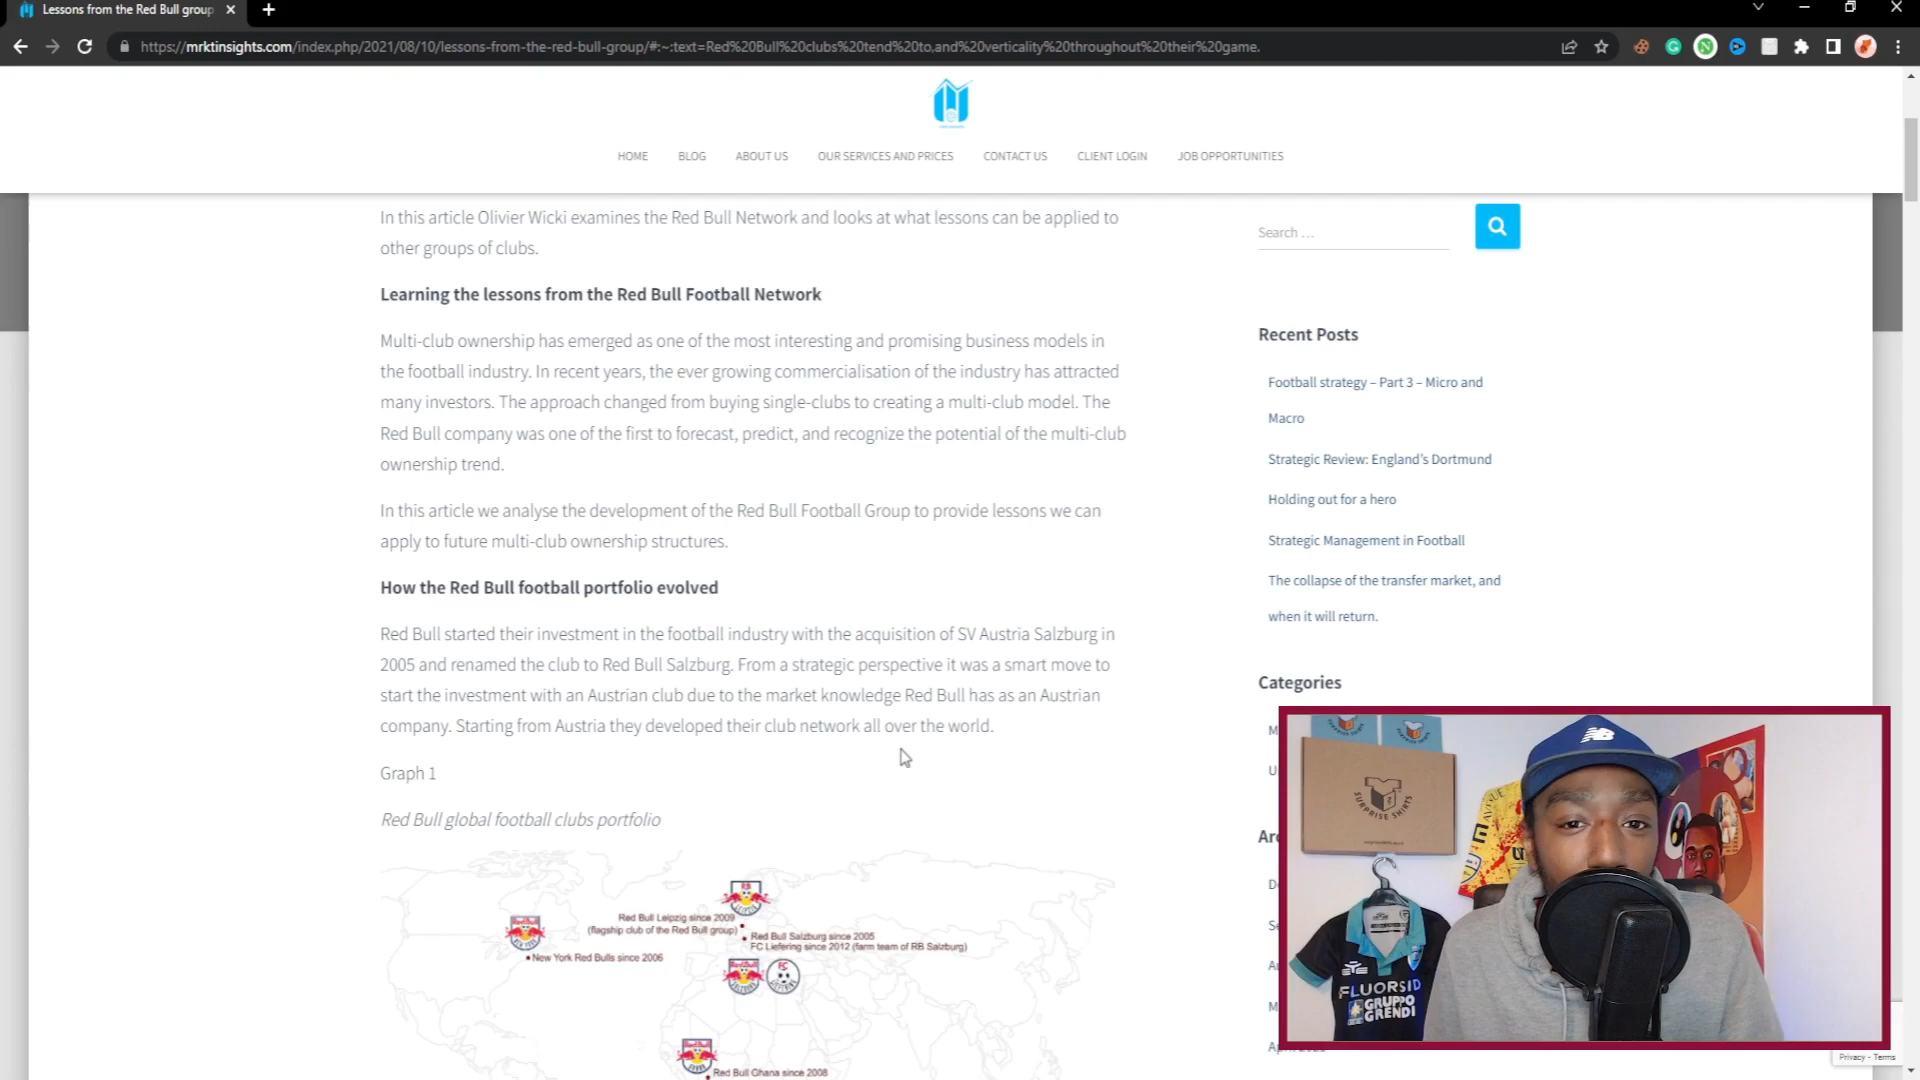 Lessons from the Red Bull group
https://mrktinsights.com/index.php/2021/08/10/lessons-from-the-red-bull-group/#:~:text=Red%20Bull%20clubs%20tend%20to,and%20verticality%20throughout%20their%20game.
HOME BLOG ABOUT US OUR SERVICES AND PRICES CONTACT US CLIENT LOGIN JOB OPPORTUNITIES
In this article Olivier Wicki examines the Red Bull Network and looks at what lessons can be applied to
other groups of clubs.
Learning the lessons from the Red Bull Football Network
Multi-club ownership has emerged as one of the most interesting and promising business models in
the football industry. In recent years, the ever growing commercialisation of the industry has attracted
many investors. The approach changed from buying single-clubs to creating a multi-club model. The
Red Bull company was one of the first to forecast, predict, and recognize the potential of the multi-club
ownership trend.
In this article we analyse the development of the Red Bull Football Group to provide lessons we can
apply to future multi-club ownership structures.
How the Red Bull football portfolio evolved
Red Bull started their investment in the football industry with the acquisition of SV Austria Salzburg in
2005 and renamed the club to Red Bull Salzburg. From a strategic perspective it was a smart move to
start the investment with an Austrian club due to the market knowledge Red Bull has as an Austrian
company. Starting from Austria they developed their club network all over the world.
Graph 1
Red Bull global football clubs portfolio
Red Bull Leipzig since 2009
(flagship club of the Red Bull group)
Red Bull Salzburg since 2005
FC Liefering since 2012 (farm team of RB Salzburg)
New York Red Bulls since 2006
Red Bull Ghana since 2008
Search ...
Recent Posts
Football strategy – Part 3 – Micro and
Macro
Strategic Review: England's Dortmund
Holding out for a hero
Strategic Management in Football
The collapse of the transfer market, and
when it will return.
Categories
SURPRISE SHIRTS
NB
FLUORSID
GRUPPO
GRENDI
Privacy - Terms